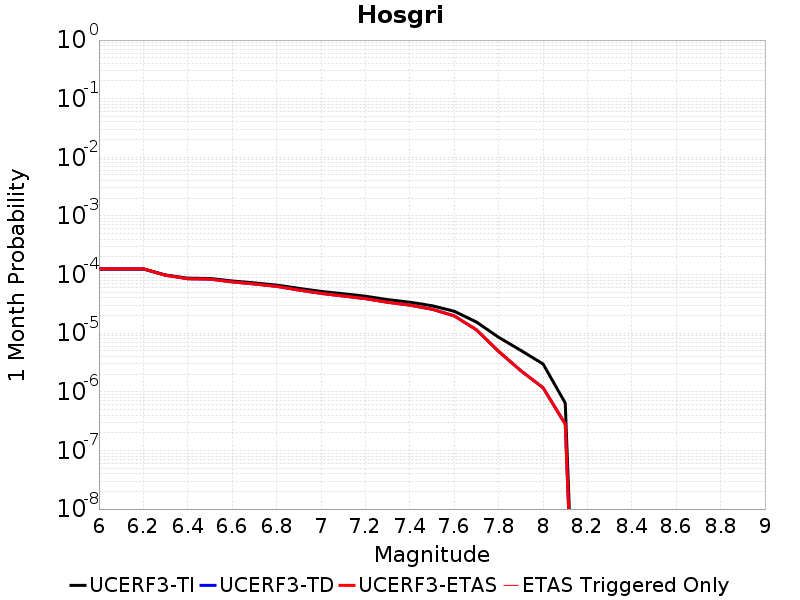 Hosgri
10^0
10^-1
10^-2
10^-3
10^-4
10^-5
10^-6
10^-7
10^-8
1 Month Probability
6 6.2 6.4 6.6 6.8 7 7.2 7.4 7.6 7.8 8 8.2 8.4 8.6 8.8 9
Magnitude
UCERF3-TI UCERF3-TD UCERF3-ETAS ETAS Triggered Only